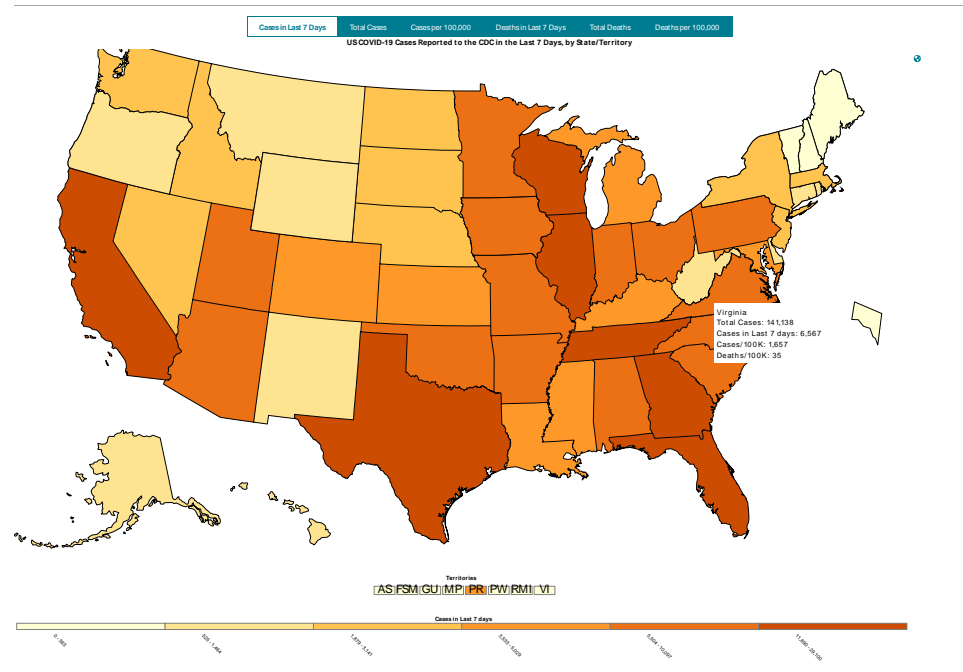 Cases in Last 7 Days Total Cases Cases per 100,000 Deaths in Last 7 Days Total Deaths Deaths per 100,000
US COVID-19 Cases Reported to the CDC in the Last 7 Days, by State/Territory
Virginia
Total Cases: 141,138
Cases in Last 7 days: 6,567
Cases/100K: 1,657
Deaths/100K: 35
Territories
AS FSM GU MP PR PW RMI VI
Cases in Last 7 days